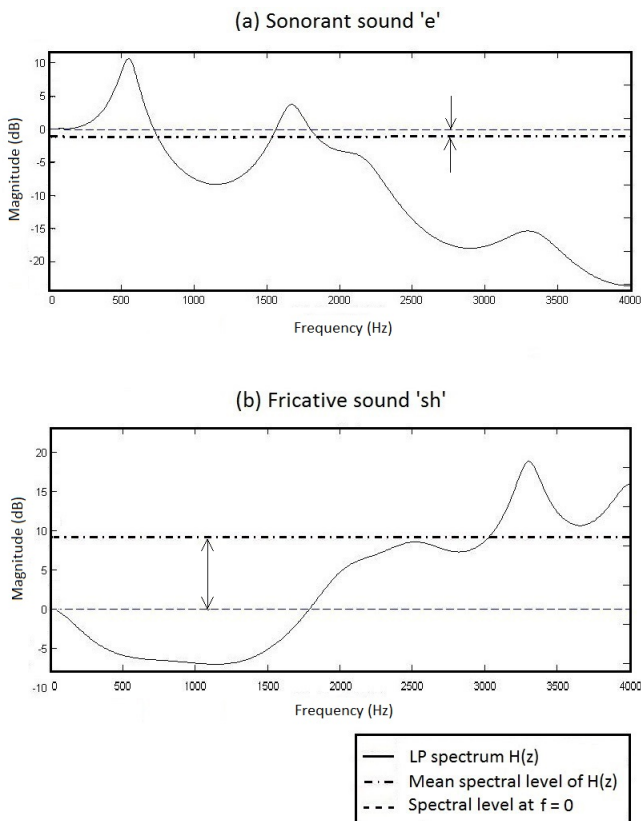 (a) Sonorant sound 'e'
Magnitude (dB)
10
5
0
-5
-10
-15
-20
0 500 1000 1500 2000 2500 3000 3500 4000
Frequency (Hz)
(b) Fricative sound 'sh'
Magnitude (dB)
20
15
10
5
0
-5
-10
0 500 1000 1500 2000 2500 3000 3500 4000
Frequency (Hz)
LP spectrum H(z)
Mean spectral level of H(z)
Spectral level at f = 0